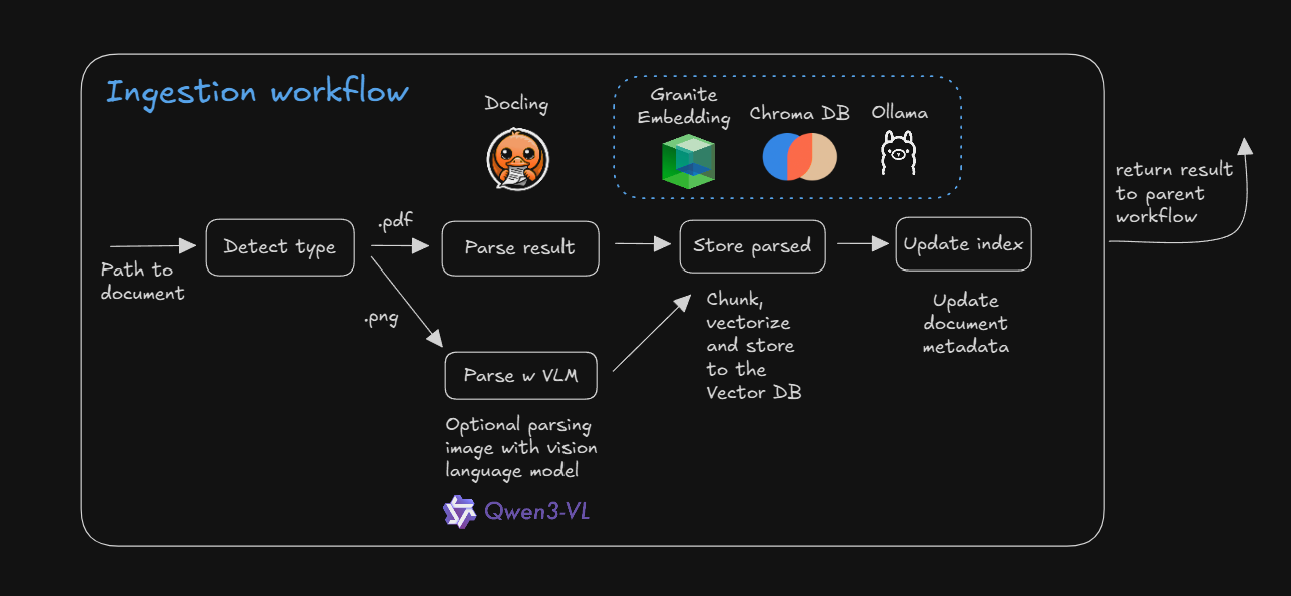 Ingestion workflow
Docling
Granite
Embedding
Chroma DB
Ollama
return result
to parent
workflow
Path to
document
Detect type
.pdf
.png
Parse result
Store parsed
Update index
Chunk,
vectorize
and store
to the
Vector DB
Update
document
metadata
Parse w VLM
Optional parsing
image with vision
language model
Qwen3-VL